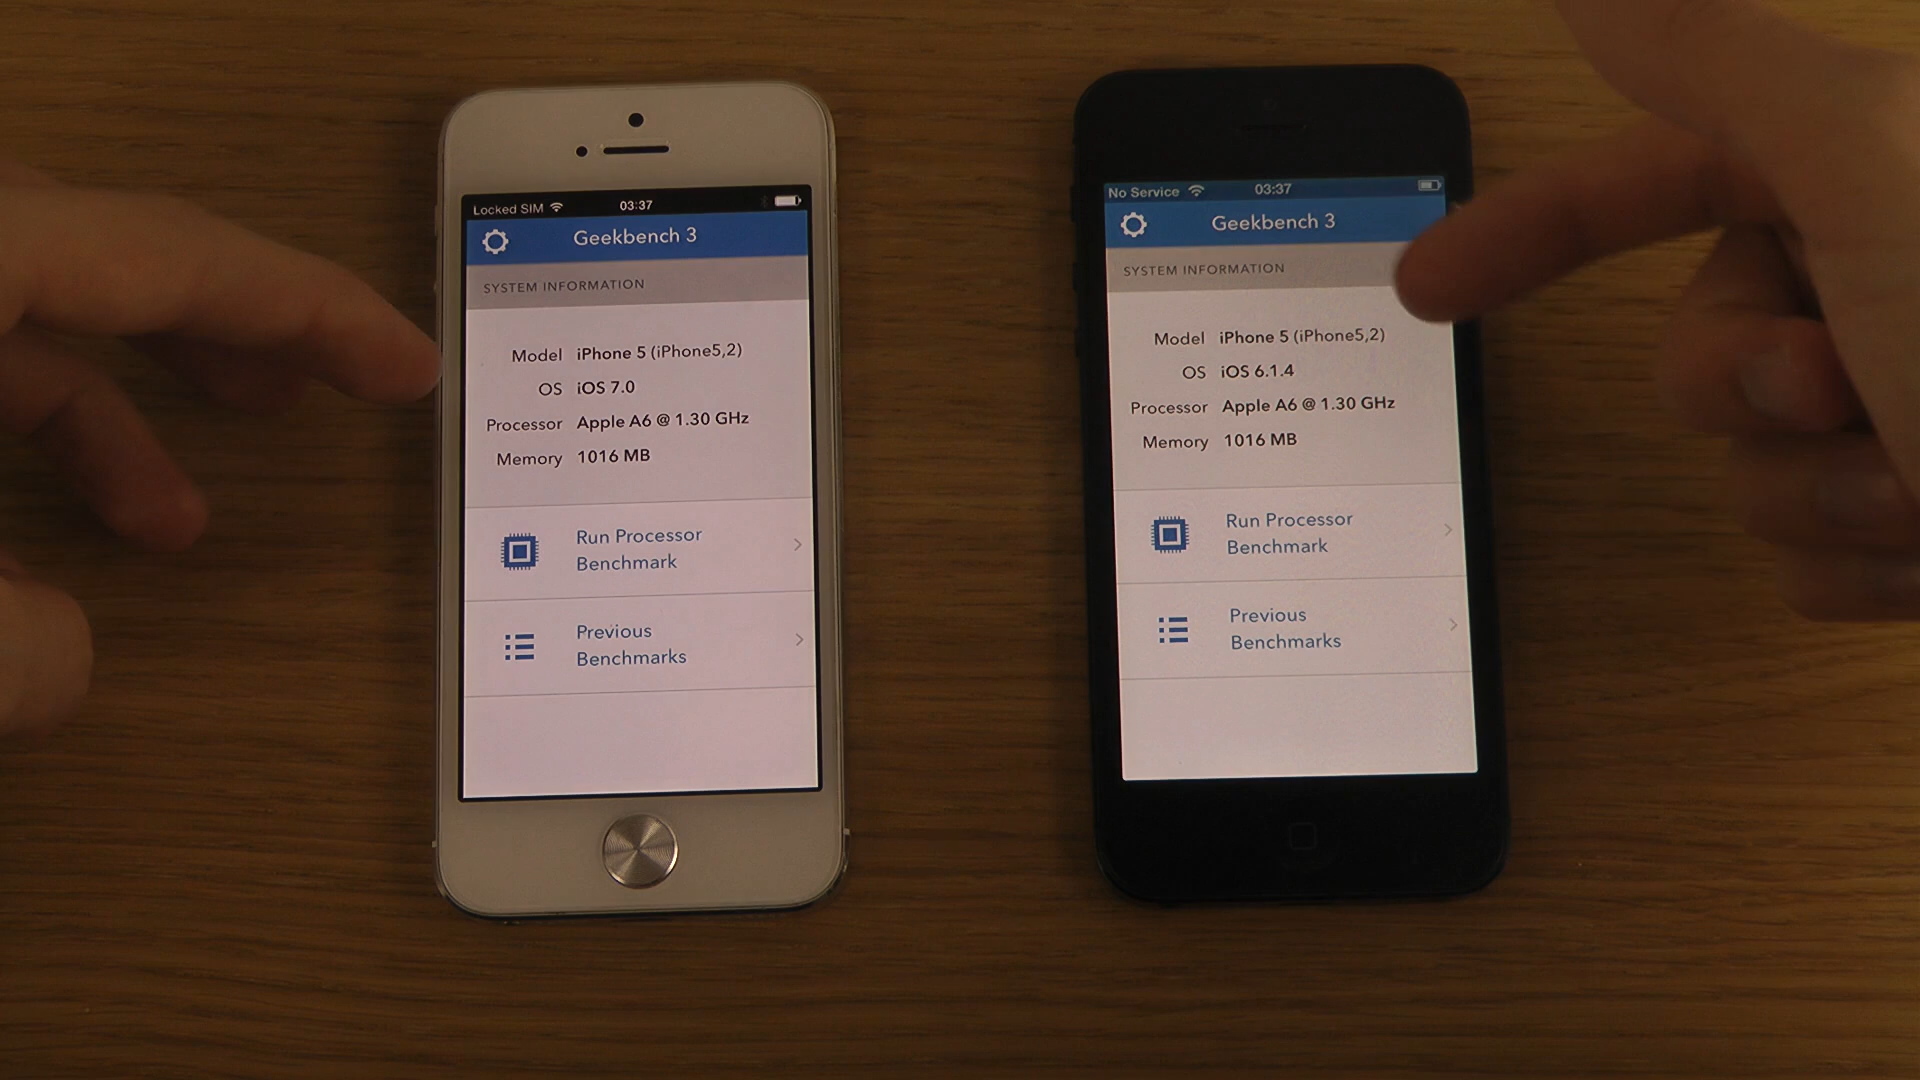 Locked SIM 03:37
Geekbench 3
SYSTEM INFORMATION
Model iPhone 5 (iPhone5,2)
OS iOS 7.0
Processor Apple A6 @ 1.30 GHz
Memory 1016 MB
Run Processor
Benchmark
Previous
Benchmarks
No Service 03:37
Geekbench 3
SYSTEM INFORMATION
Model iPhone 5 (iPhone5,2)
OS iOS 6.1.4
Processor Apple A6 @ 1.30 GHz
Memory 1016 MB
Run Processor
Benchmark
Previous
Benchmarks